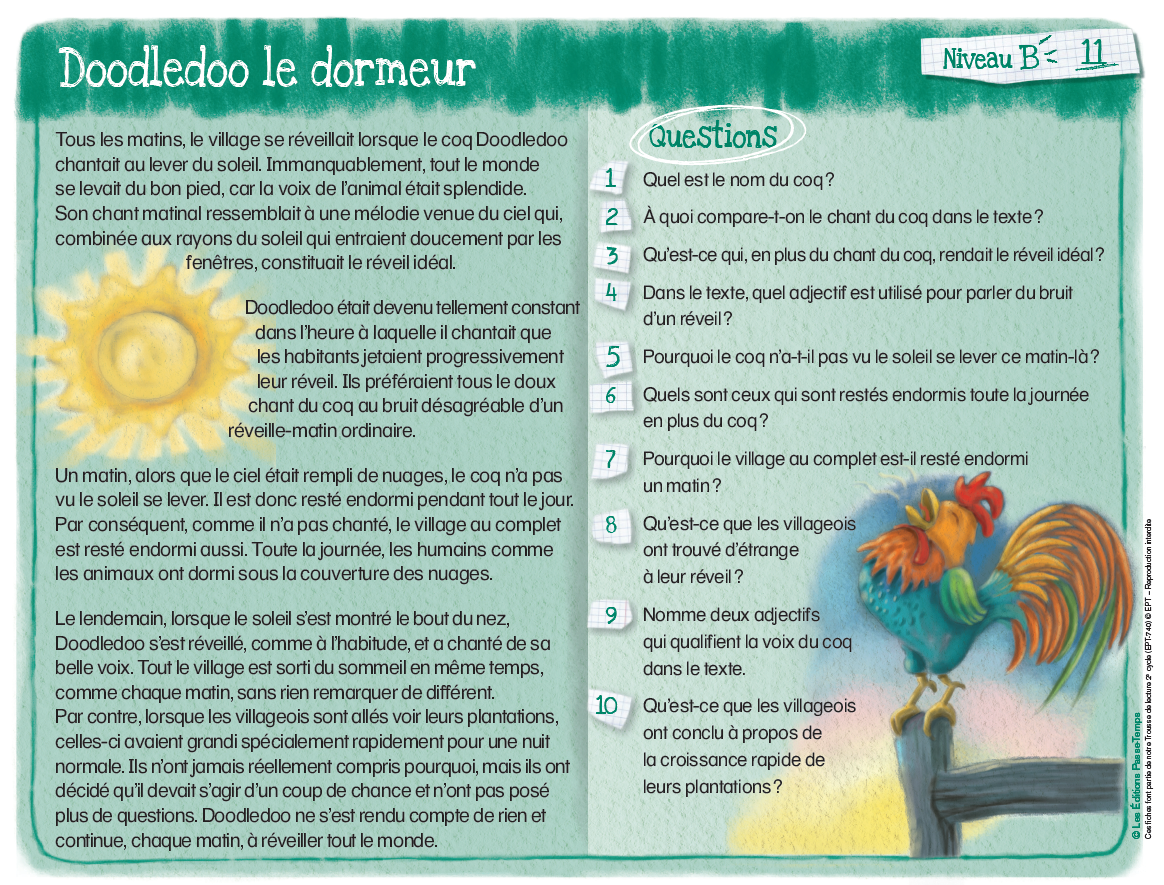 Doodledoo le dormeur
Niveau B 11
Tous les matins, le village se réveillait lorsque le coq Doodledoo
chantait au lever du soleil. Immanquablement, tout le monde
se levait du bon pied, car la voix de l'animal était splendide.
Son chant matinal ressemblait à une mélodie venue du ciel qui,
combinée aux rayons du soleil qui entraient doucement par les
fenêtres, constituait le réveil idéal.
Doodledoo était devenu tellement constant
dans l'heure à laquelle il chantait que
les habitants jetaient progressivement
leur réveil. Ils préféraient tous le doux
chant du coq au bruit désagréable d'un
réveille-matin ordinaire.
Un matin, alors que le ciel était rempli de nuages, le coq n'a pas
vu le soleil se lever. Il est donc resté endormi pendant tout le jour.
Par conséquent, comme il n'a pas chanté, le village au complet
est resté endormi aussi. Toute la journée, les humains comme
les animaux ont dormi sous la couverture des nuages.
Le lendemain, lorsque le soleil s'est montré le bout du nez,
Doodledoo s'est réveillé, comme à l'habitude, et a chanté de sa
belle voix. Tout le village est sorti du sommeil en même temps,
comme chaque matin, sans rien remarquer de différent.
Par contre, lorsque les villageois sont allés voir leurs plantations,
celles-ci avaient grandi spécialement rapidement pour une nuit
normale. Ils n'ont jamais réellement compris pourquoi, mais ils ont
décidé qu'il devait s'agir d'un coup de chance et n'ont pas posé
plus de questions. Doodledoo ne s'est rendu compte de rien et
continue, chaque matin, à réveiller tout le monde.
Questions
1 Quel est le nom du coq ?
2 À quoi compare-t-on le chant du coq dans le texte ?
3 Qu'est-ce qui, en plus du chant du coq, rendait le réveil idéal ?
4 Dans le texte, quel adjectif est utilisé pour parler du bruit
d'un réveil ?
5 Pourquoi le coq n'a-t-il pas vu le soleil se lever ce matin-là ?
6 Quels sont ceux qui sont restés endormis toute la journée
en plus du coq ?
7 Pourquoi le village au complet est-il resté endormi
un matin ?
8 Qu'est-ce que les villageois
ont trouvé d'étrange
à leur réveil ?
9 Nomme deux adjectifs
qui qualifient la voix du coq
dans le texte.
10 Qu'est-ce que les villageois
ont conclu à propos de
la croissance rapide de
leurs plantations ?
© Les Éditions Passe-Temps
Ces fiches font partie de notre Trousse de lecture 2e cycle (EPT-740) © EPT – Reproduction interdite